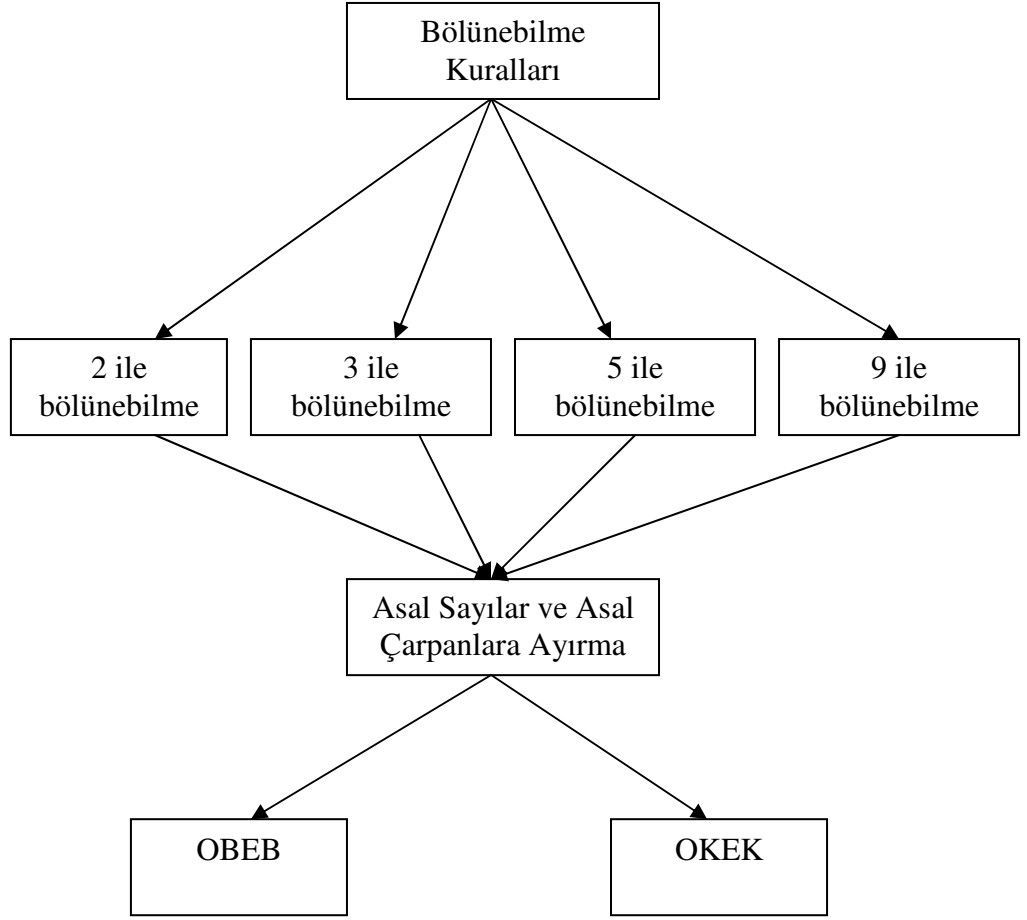 Bölünebilme
Kuralları
2 ile
bölünebilme
3 ile
bölünebilme
5 ile
bölünebilme
9 ile
bölünebilme
Asal Sayılar ve Asal
Çarpanlara Ayırma
OBEB
OKEK